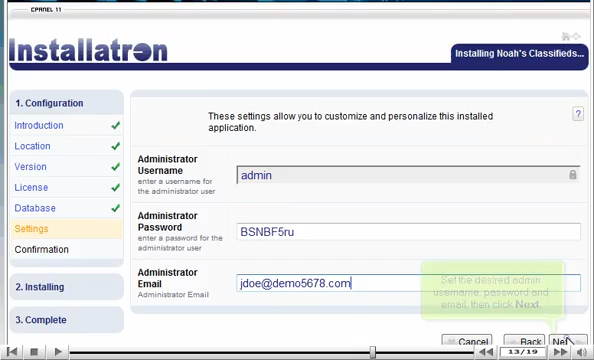 CPANEL 11
Installatron
Installing Noah's Classifieds...
1. Configuration
Introduction
Location
Version
License
Database
Settings
Confirmation
2. Installing
3. Complete
These settings allow you to customize and personalize this installed
application.
?
Administrator
Username
enter a username for
the administrator user
admin
Administrator
Password
enter a password for the
administrator user
BSNBF5ru
Administrator
Email
Administrator Email
jdoe@demo5678.com
Set the desired admin
username, password and
email, then click Next.
Cancel
Back
13/19